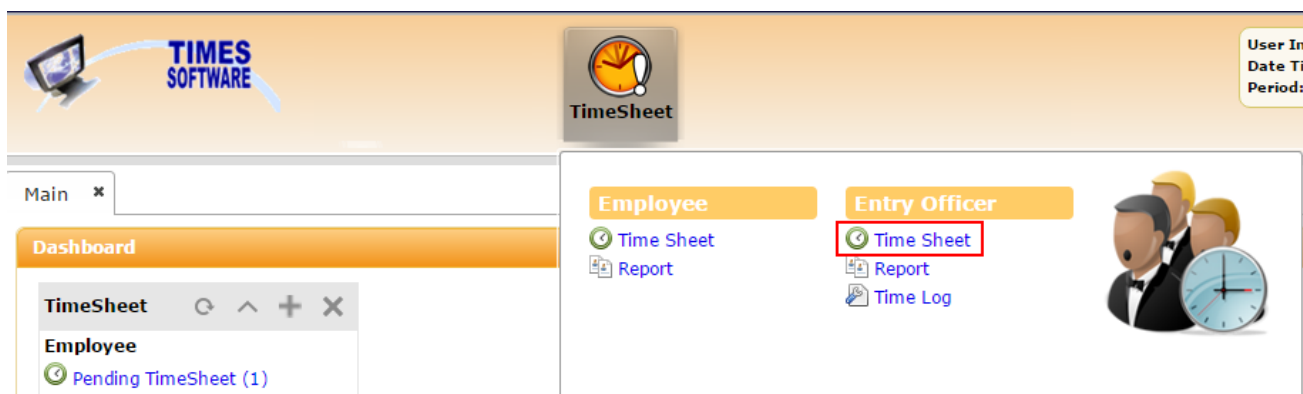 TIMES
SOFTWARE
TimeSheet
User In
Date Ti
Period:
Main
Employee
Time Sheet
Report
Entry Officer
Time Sheet
Report
Time Log
Dashboard
TimeSheet
Employee
Pending TimeSheet (1)